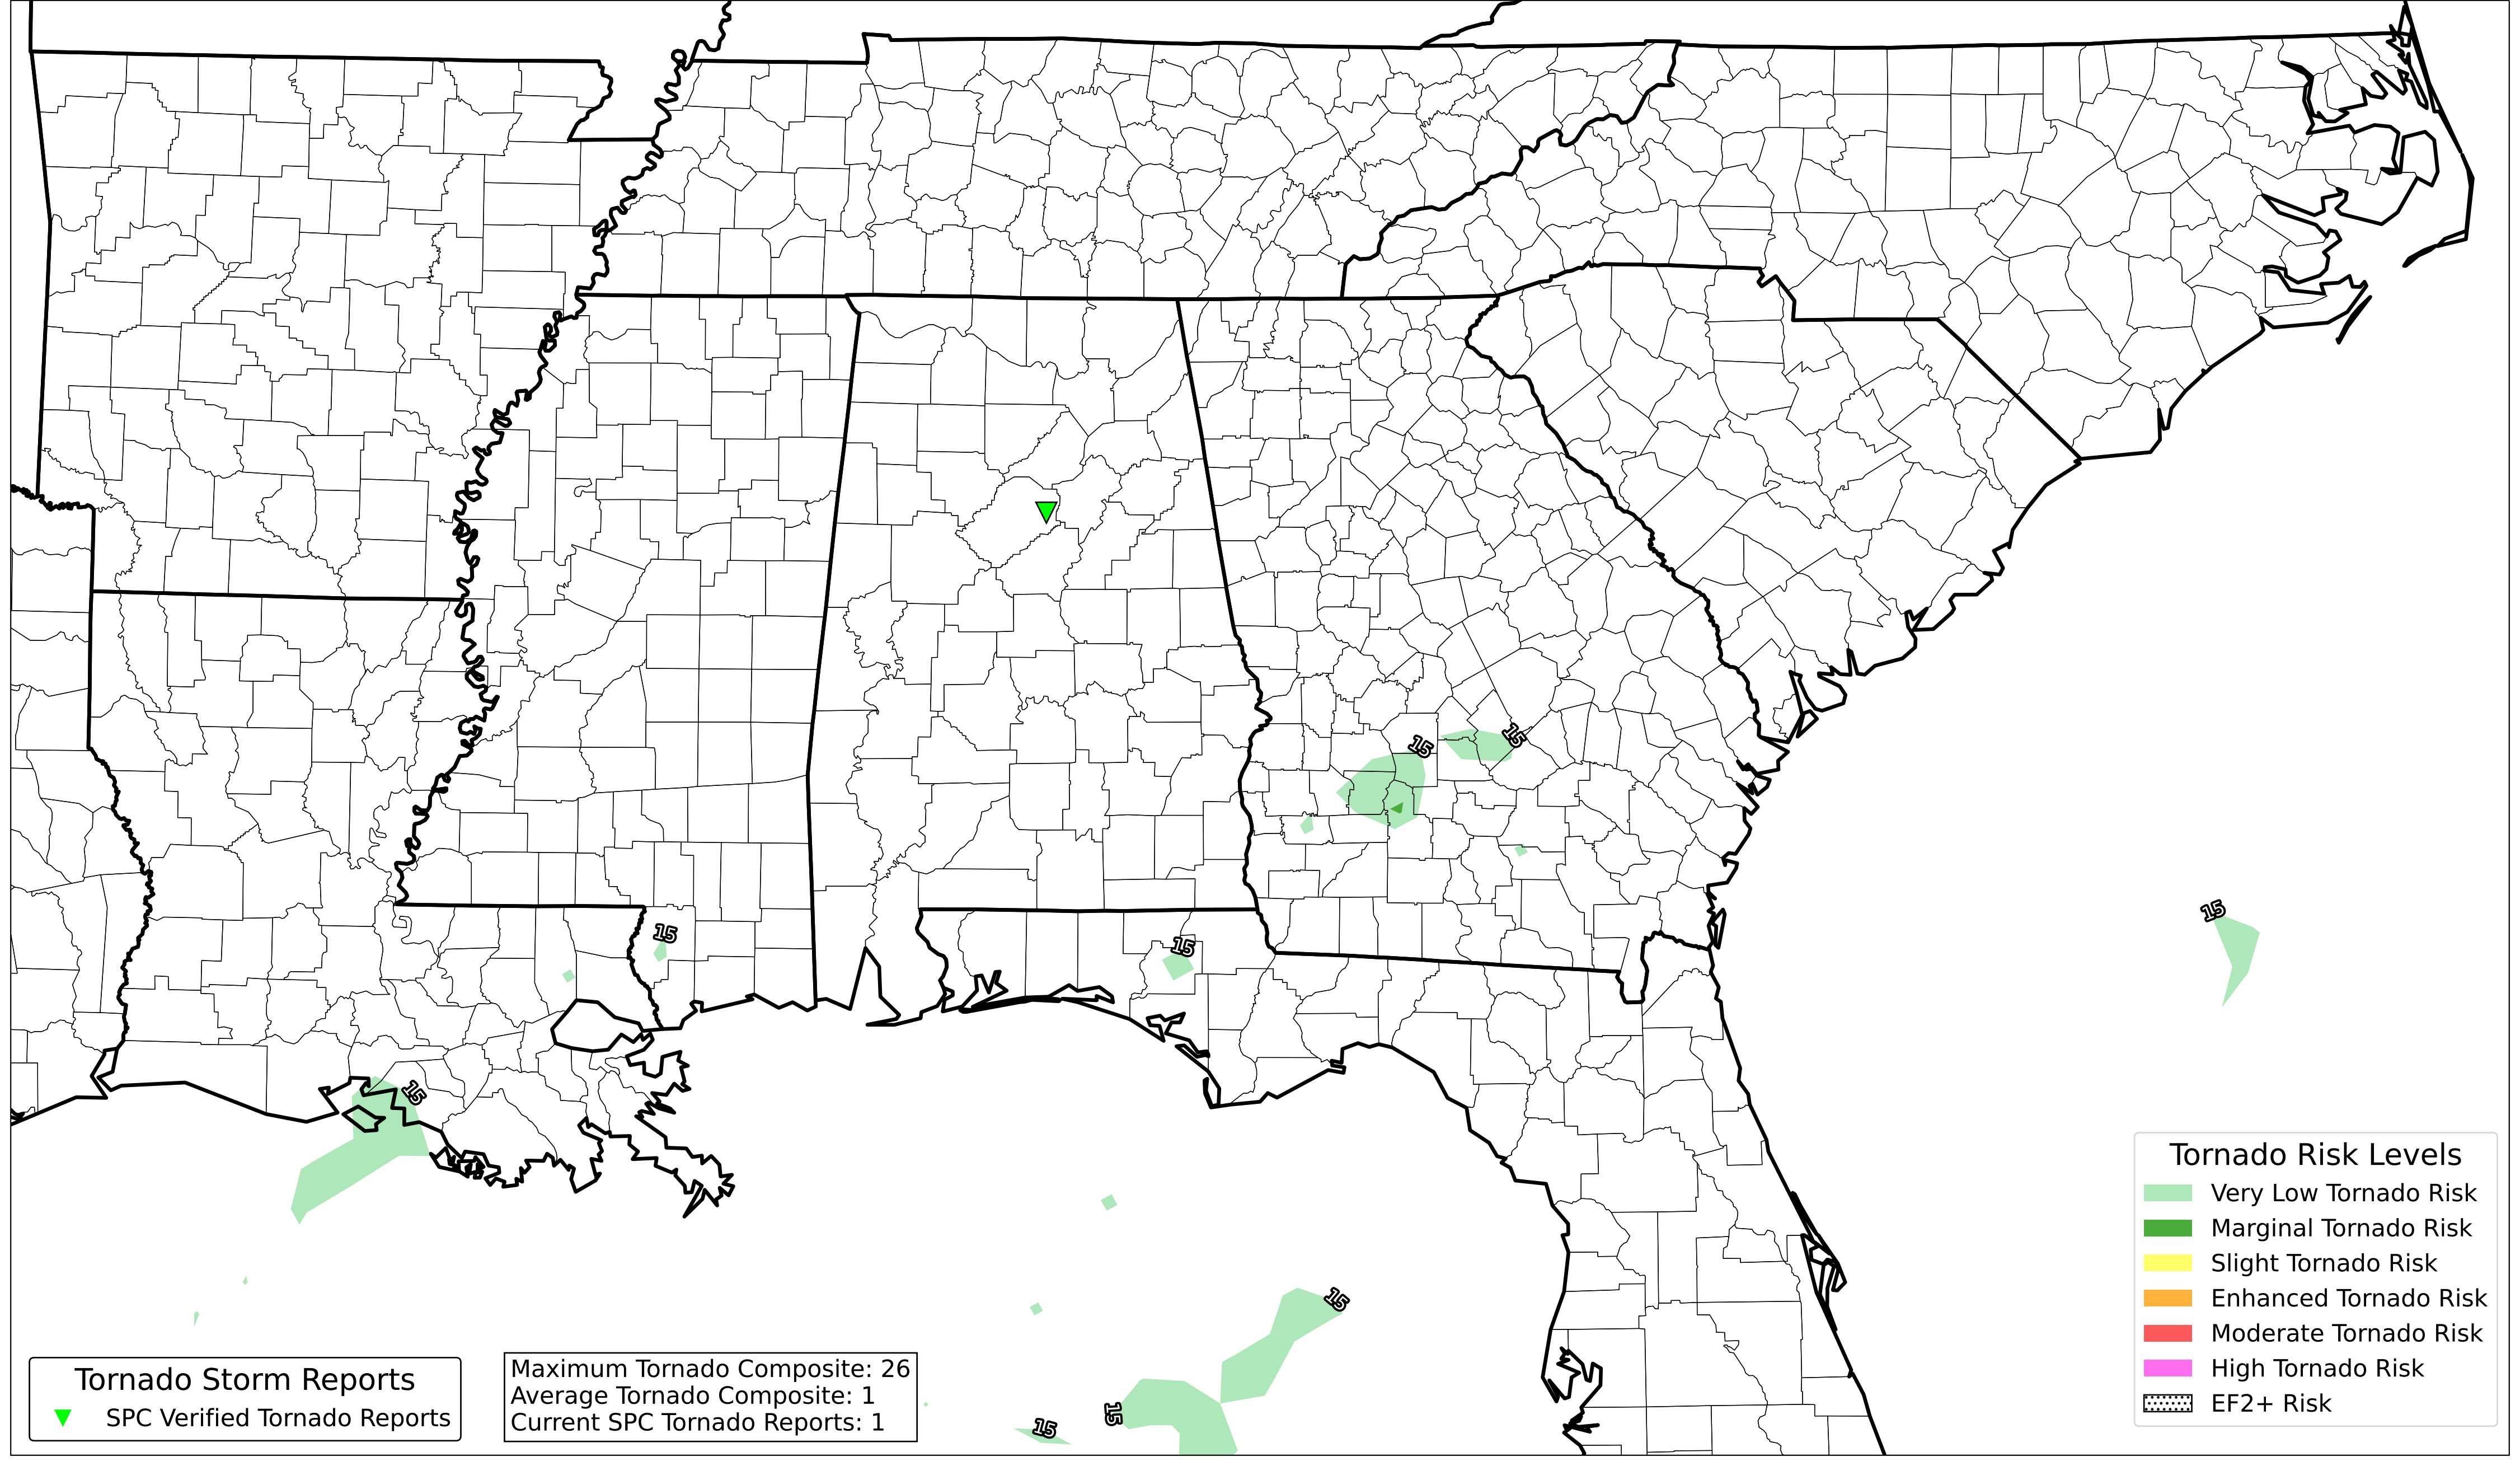 15
15
15
15
15
15
15
15
15
Tornado Risk Levels
Very Low Tornado Risk
Marginal Tornado Risk
Slight Tornado Risk
Enhanced Tornado Risk
Moderate Tornado Risk
High Tornado Risk
EF2+ Risk
Tornado Storm Reports
SPC Verified Tornado Reports
Maximum Tornado Composite: 26
Average Tornado Composite: 1
Current SPC Tornado Reports: 1